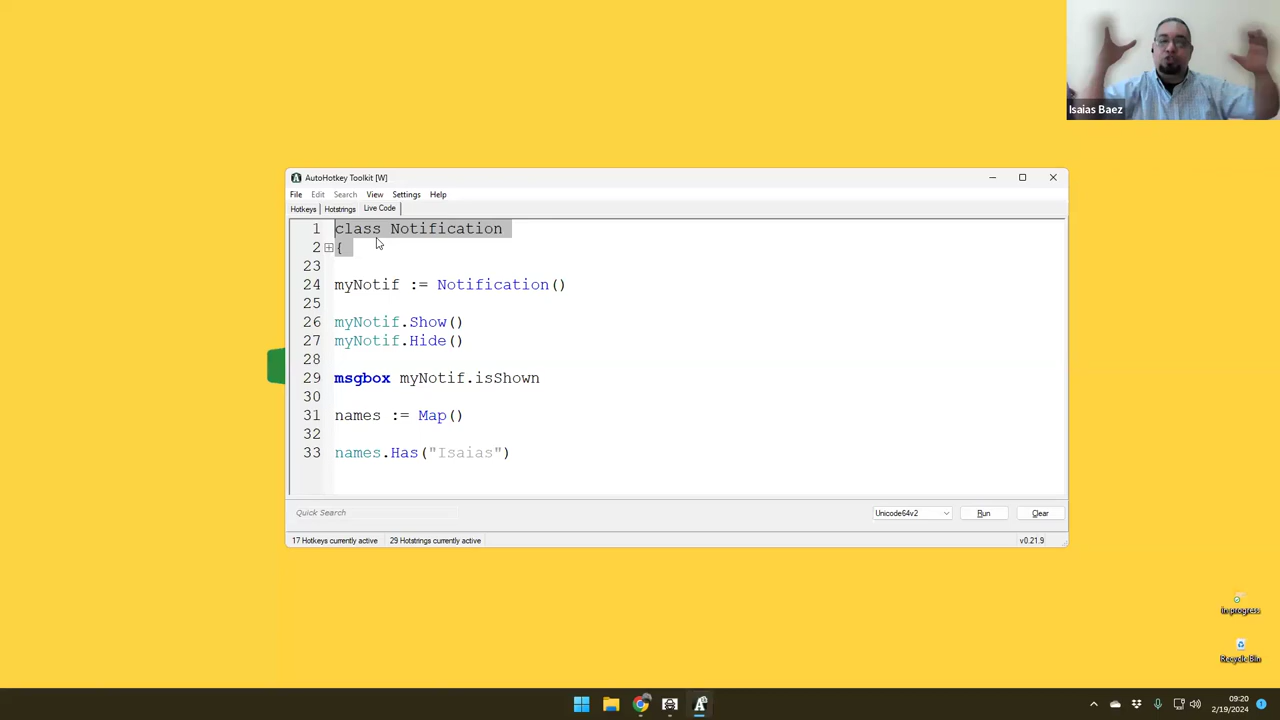 Isaias Baez
AutoHotkey Toolkit [W]
File Edit Search View Settings Help
Hotkeys Hotstrings Live Code
1 class Notification
2 {
23
24 myNotif := Notification()
25
26 myNotif.Show()
27 myNotif.Hide()
28
29 msgbox myNotif.isShown
30
31 names := Map()
32
33 names.Has("Isaias")
Quick Search Unicode64v2 Run Clear
17 Hotkeys currently active 29 Hotstrings currently active v0.21.9
in progress
Recycle Bin
09:20
2/19/2024